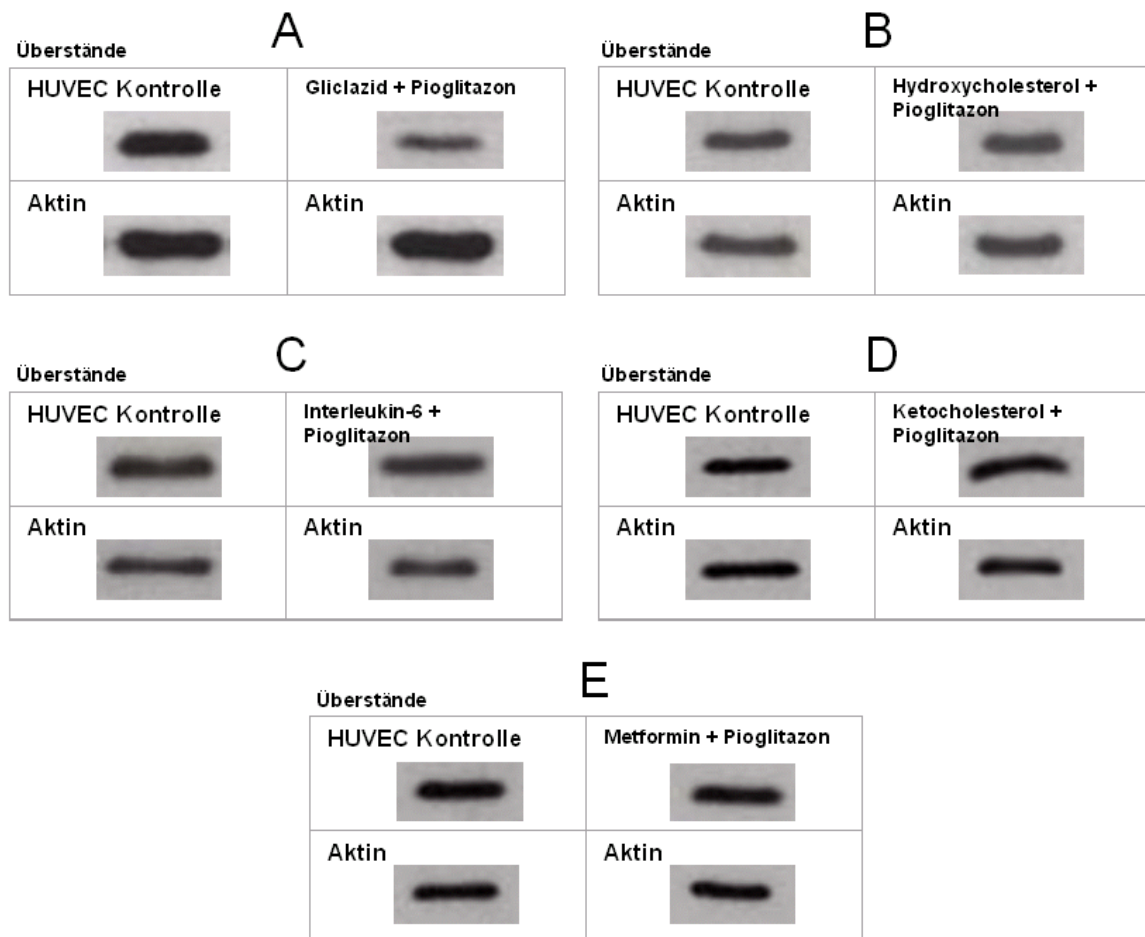 A
Überstände
HUVEC Kontrolle
Gliclazid + Pioglitazon
Aktin
Aktin
B
Überstände
HUVEC Kontrolle
Hydroxycholesterol +
Pioglitazon
Aktin
Aktin
C
Überstände
HUVEC Kontrolle
Interleukin-6 +
Pioglitazon
Aktin
Aktin
D
Überstände
HUVEC Kontrolle
Ketocholesterol +
Pioglitazon
Aktin
Aktin
E
Überstände
HUVEC Kontrolle
Metformin + Pioglitazon
Aktin
Aktin